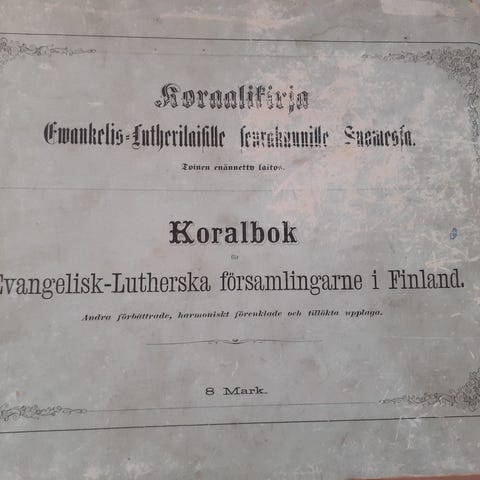 Koraalikirja
Ewankelis-Lutherilaisille seurakunnille Suomessa.
Toinen enännetty laitos.
Koralbok
för
Evangelisk-Lutherska församlingarne i Finland.
Andra förbättrade, harmoniskt förenklade och tillökta upplaga.
8 Mark.